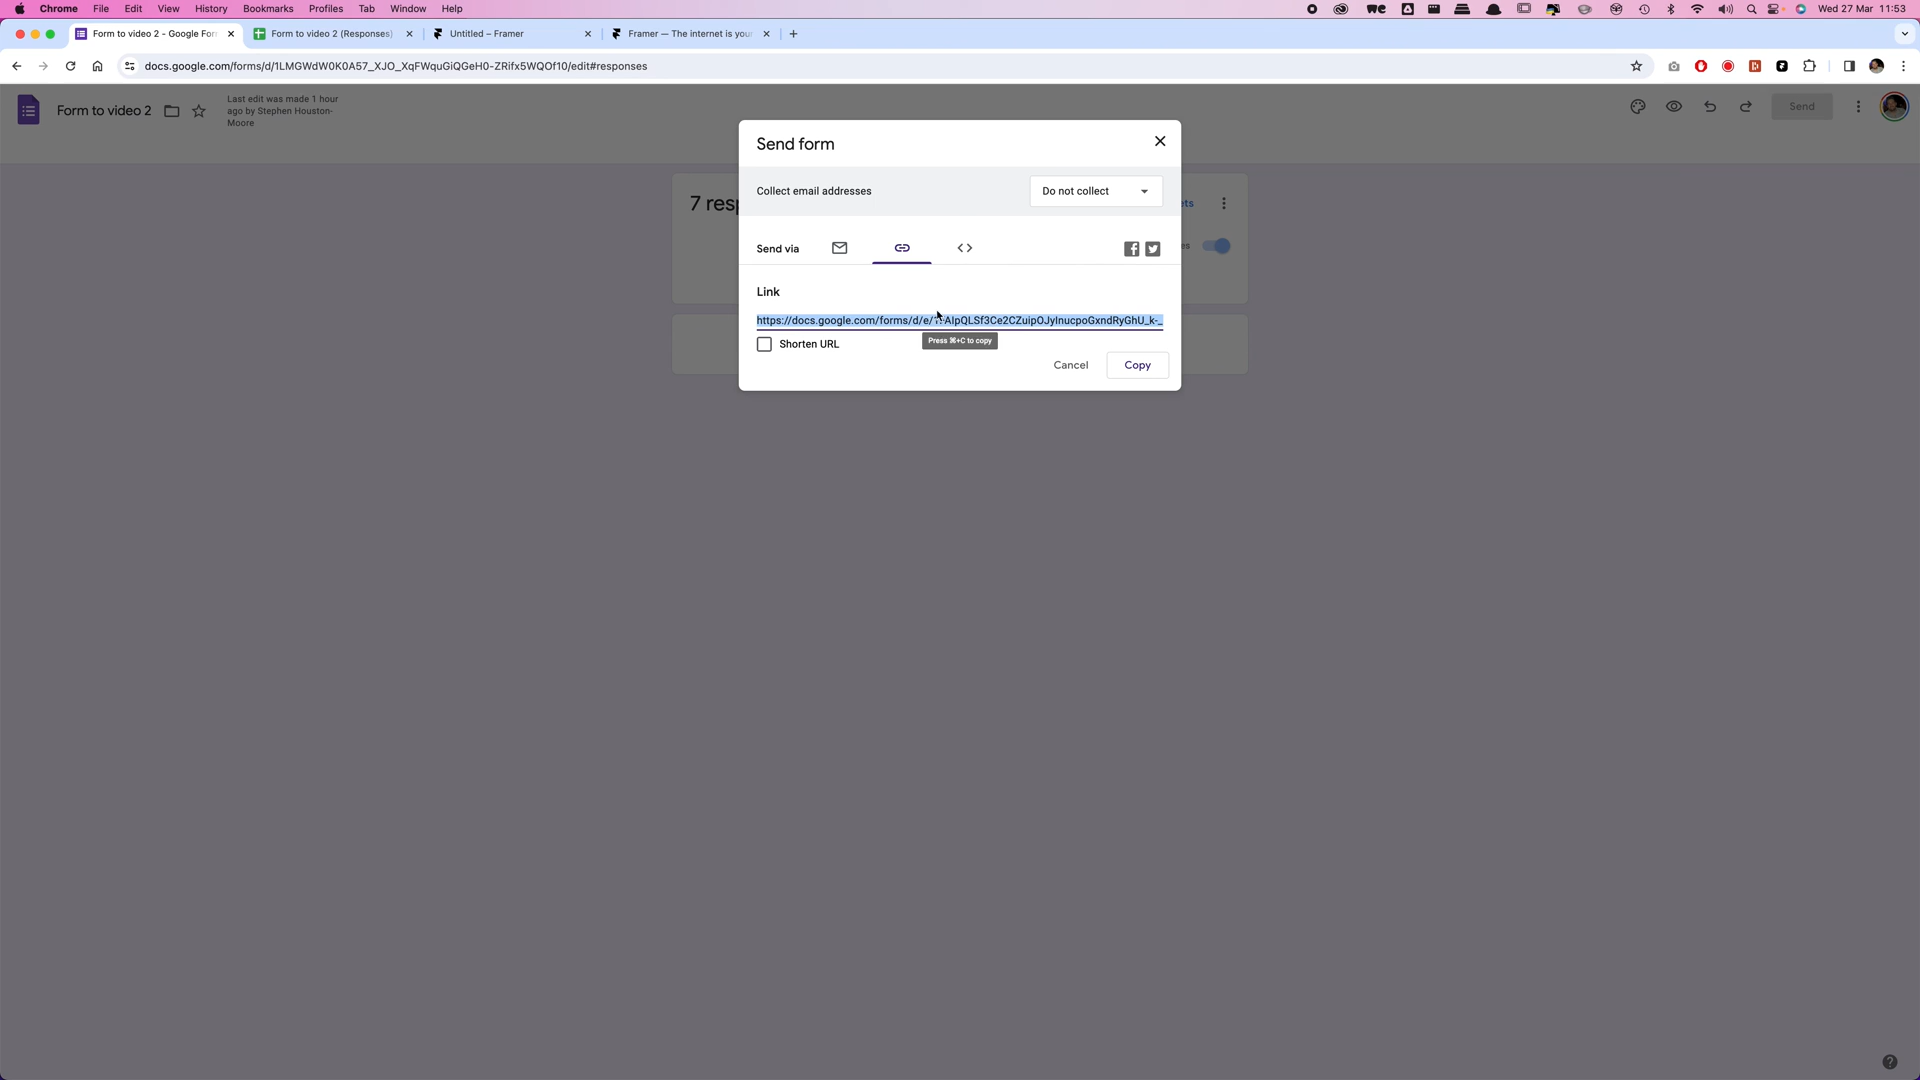 Chrome File Edit View History Bookmarks Profiles Tab Window Help Wed 27 Mar 11:53
Form to video 2 - Google For Form to video 2 (Responses) Untitled – Framer Framer — The internet is your
docs.google.com/forms/d/1LMGWdW0K0A57_XJO_XqFWquGiQGeH0-ZRifx5WQOf10/edit#responses
Form to video 2
Last edit was made 1 hour
ago by Stephen Houston-
Moore
Send
Send form
Collect email addresses Do not collect
7 resp
Send via
Link
https://docs.google.com/forms/d/e/
Press ⌘+C to copy
Shorten URL
Cancel Copy